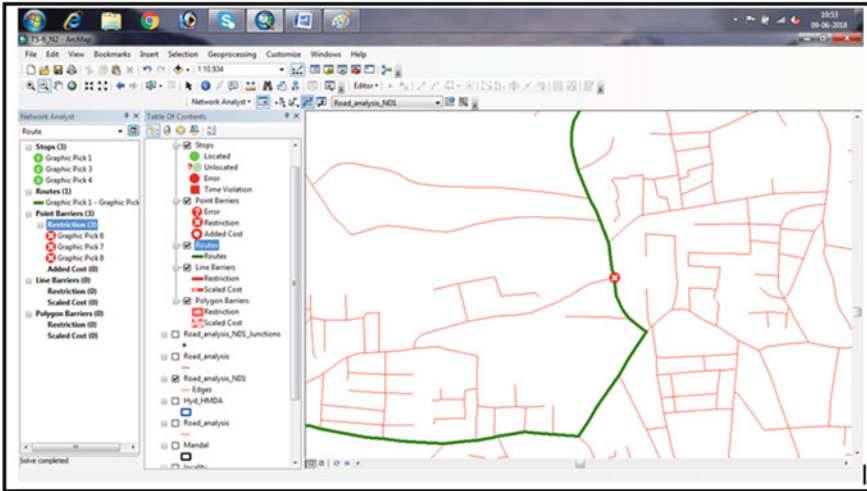 10:53
09-06-2018
T5-6_N2 - ArcMap
File Edit View Bookmarks Insert Selection Geoprocessing Customize Windows Help
1:10,934
Editor
Network Analyst Road_analysis_ND1
Network Analyst
Route
Stops (3)
1 Graphic Pick 1
2 Graphic Pick 3
3 Graphic Pick 4
Routes (1)
Graphic Pick 1 - Graphic Pick
Point Barriers (3)
Restriction (3)
Graphic Pick 6
Graphic Pick 7
Graphic Pick 8
Added Cost (0)
Line Barriers (0)
Restriction (0)
Scaled Cost (0)
Polygon Barriers (0)
Restriction (0)
Scaled Cost (0)
Solve completed
Table Of Contents
Stops
Located
Unlocated
Error
Time Violation
Point Barriers
Error
Restriction
Added Cost
Routes
Routes
Line Barriers
Restriction
Scaled Cost
Polygon Barriers
Restriction
Scaled Cost
Road_analysis_ND1_Junctions
Road_analysis
Road_analysis_ND1
Edges
Hyd_HMDA
Road_analysis
Mandal